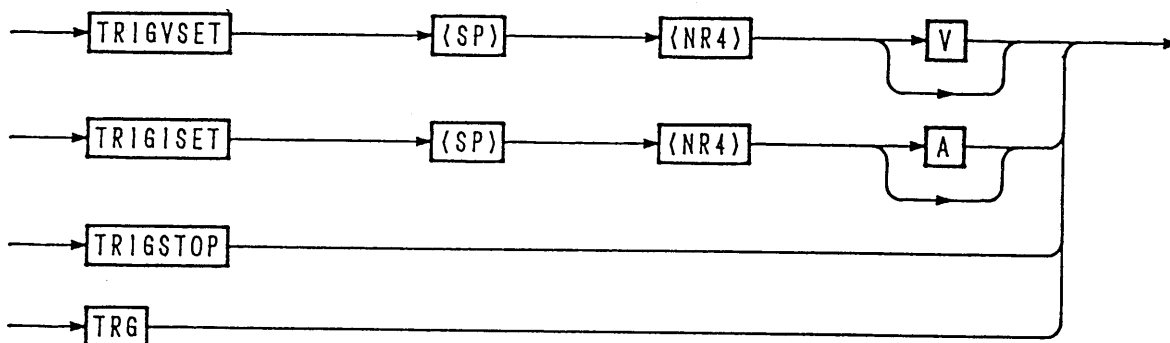 TRIGVSET ⟨SP⟩ ⟨NR4⟩ V
TRIGISET ⟨SP⟩ ⟨NR4⟩ A
TRIGSTOP
TRG